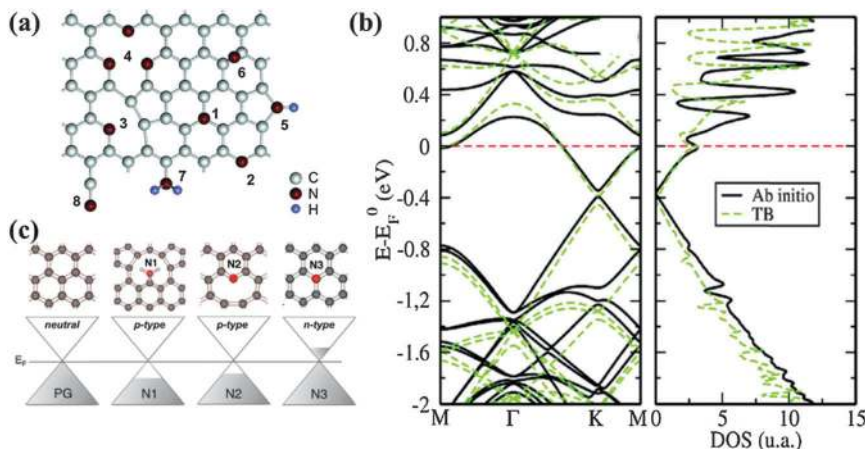 (a)
4
6
1
5
3
7
2
8
C
N
H
(c)
N1
N2
N3
neutral
p-type
p-type
n-type
E_F
PG
N1
N2
N3
(b)
E-E_F^0 (eV)
0.8
0.4
0
-0.4
-0.8
-1.2
-1.6
-2
M
Γ
K
M
Ab initio
TB
0
5
10
15
DOS (u.a.)